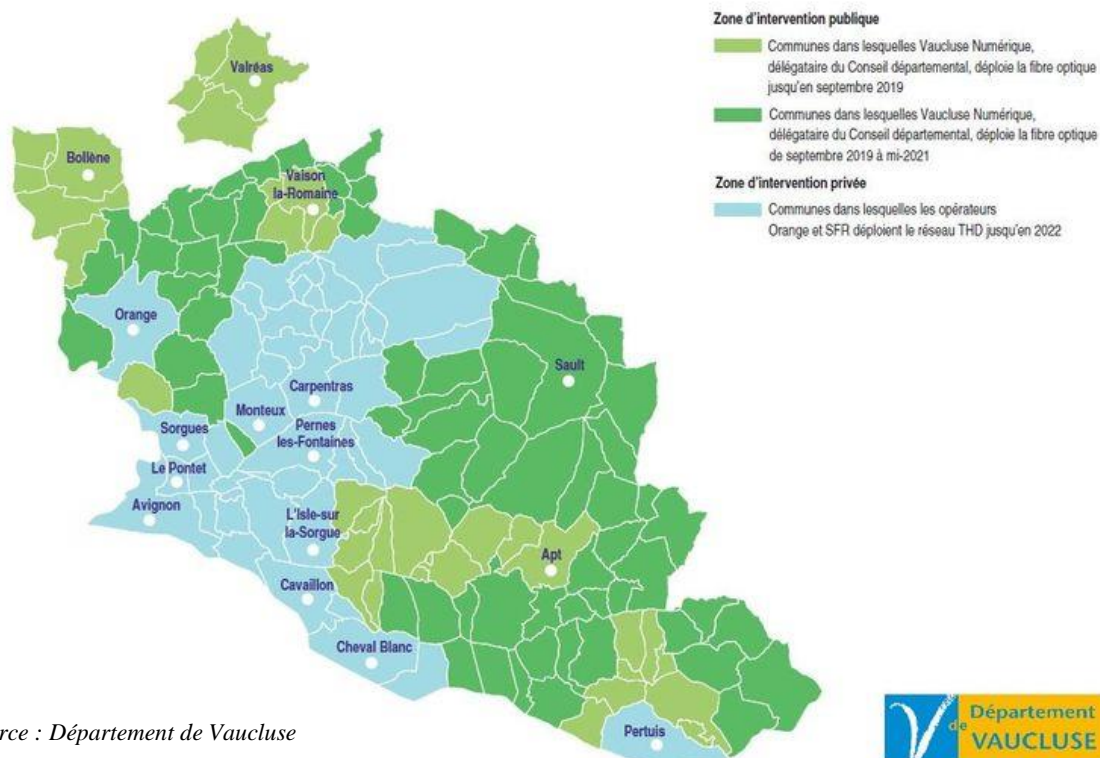 Zone d'intervention publique
Communes dans lesquelles Vaucluse Numérique,
délégataire du Conseil départemental, déploie la fibre optique
jusqu'en septembre 2019
Communes dans lesquelles Vaucluse Numérique,
délégataire du Conseil départemental, déploie la fibre optique
de septembre 2019 à mi-2021
Zone d'intervention privée
Communes dans lesquelles les opérateurs
Orange et SFR déploient le réseau THD jusqu'en 2022
Valréas
Bollène
Vaison
la-Romaine
Orange
Sault
Carpentras
Monteux
Pernes
les-Fontaines
Sorgues
Le Pontet
Avignon
L'Isle-sur
la-Sorgue
Apt
Cavaillon
Cheval Blanc
Pertuis
rce : Département de Vaucluse
Département
de
VAUCLUSE